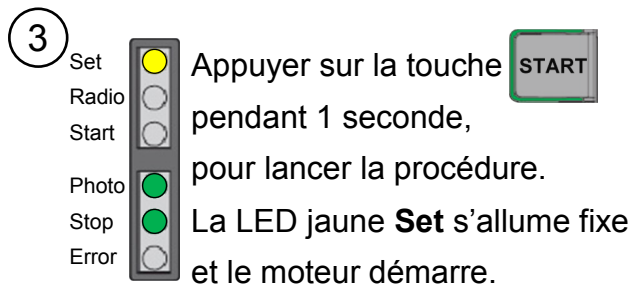 3
Set
Radio
Start
Photo
Stop
Error
Appuyer sur la touche START
pendant 1 seconde,
pour lancer la procédure.
La LED jaune Set s’allume fixe
et le moteur démarre.